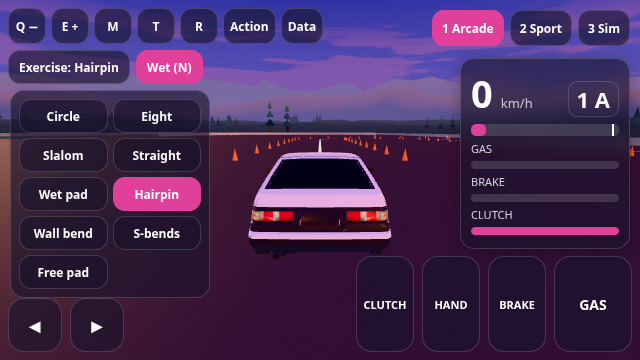 Q − E + M T R Action Data 1 Arcade 2 Sport 3 Sim
Exercise: Hairpin Wet (N)
Circle Eight
Slalom Straight
Wet pad Hairpin
Wall bend S-bends
Free pad
0 km/h 1 A
GAS
BRAKE
CLUTCH
◀ ▶ CLUTCH HAND BRAKE GAS